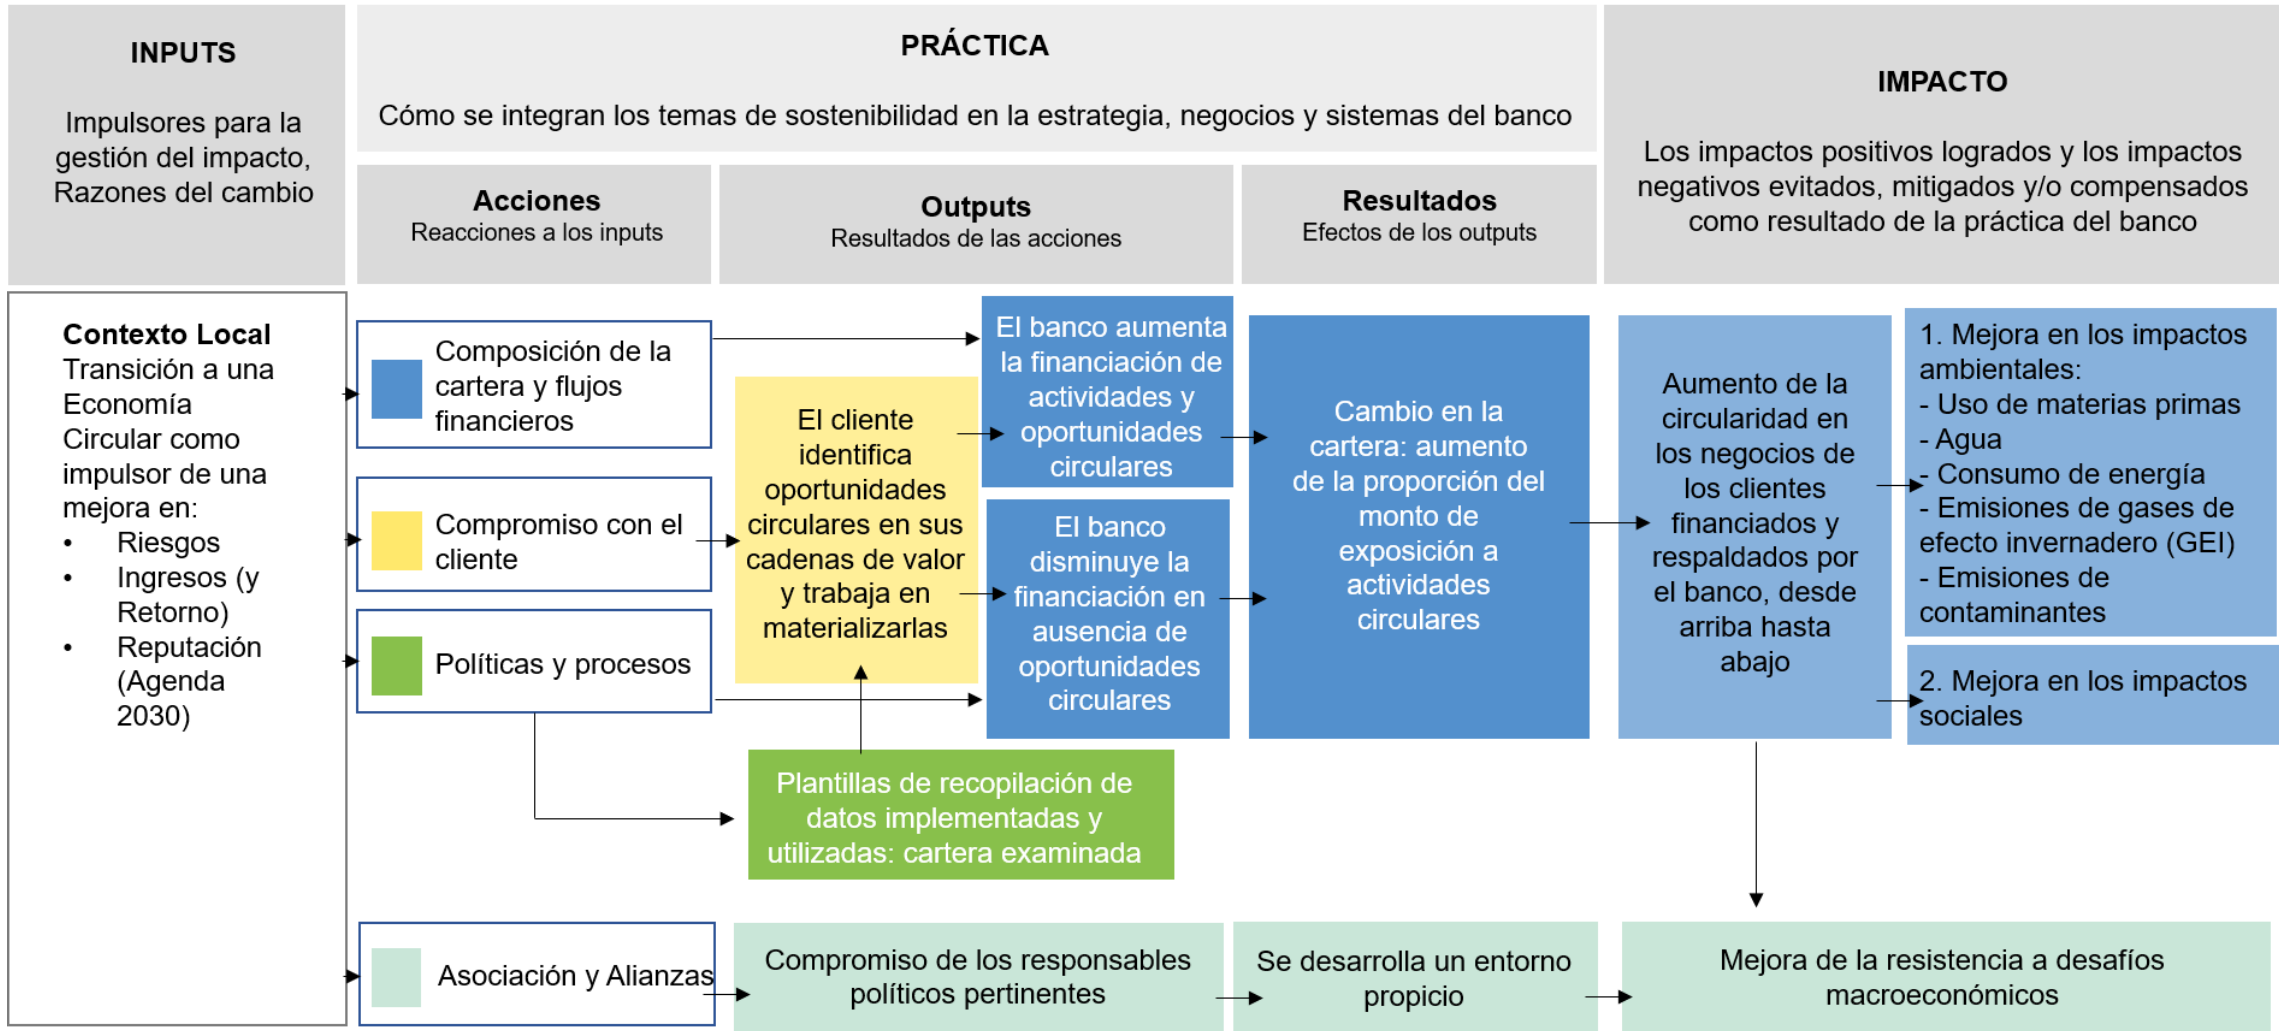 INPUTS
Impulsores para la
gestión del impacto,
Razones del cambio
PRÁCTICA
Cómo se integran los temas de sostenibilidad en la estrategia, negocios y sistemas del banco
Acciones
Reacciones a los inputs
Outputs
Resultados de las acciones
Resultados
Efectos de los outputs
IMPACTO
Los impactos positivos logrados y los impactos
negativos evitados, mitigados y/o compensados
como resultado de la práctica del banco
Contexto Local
Transición a una
Economía
Circular como
impulsor de una
mejora en:
• Riesgos
• Ingresos (y
Retorno)
• Reputación
(Agenda
2030)
Composición de la
cartera y flujos
financieros
Compromiso con el
cliente
Políticas y procesos
Asociación y Alianzas
El cliente
identifica
oportunidades
circulares en sus
cadenas de valor
y trabaja en
materializarlas
El banco aumenta
la financiación de
actividades y
oportunidades
circulares
El banco
disminuye la
financiación en
ausencia de
oportunidades
circulares
Plantillas de recopilación de
datos implementadas y
utilizadas: cartera examinada
Compromiso de los responsables
políticos pertinentes
Cambio en la
cartera: aumento
de la proporción del
monto de
exposición a
actividades
circulares
Se desarrolla un entorno
propicio
Aumento de la
circularidad en
los negocios de
los clientes
financiados y
respaldados por
el banco, desde
arriba hasta
abajo
1. Mejora en los impactos
ambientales:
- Uso de materias primas
- Agua
- Consumo de energía
- Emisiones de gases de
efecto invernadero (GEI)
- Emisiones de
contaminantes
2. Mejora en los impactos
sociales
Mejora de la resistencia a desafíos
macroeconómicos